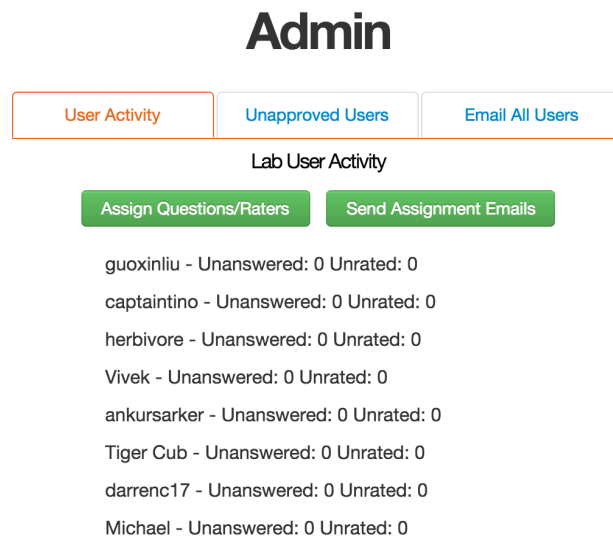 Admin
User Activity Unapproved Users Email All Users
Lab User Activity
Assign Questions/Raters Send Assignment Emails
guoxinliu - Unanswered: 0 Unrated: 0
captaintino - Unanswered: 0 Unrated: 0
herbivore - Unanswered: 0 Unrated: 0
Vivek - Unanswered: 0 Unrated: 0
ankursarker - Unanswered: 0 Unrated: 0
Tiger Cub - Unanswered: 0 Unrated: 0
darrenc17 - Unanswered: 0 Unrated: 0
Michael - Unanswered: 0 Unrated: 0